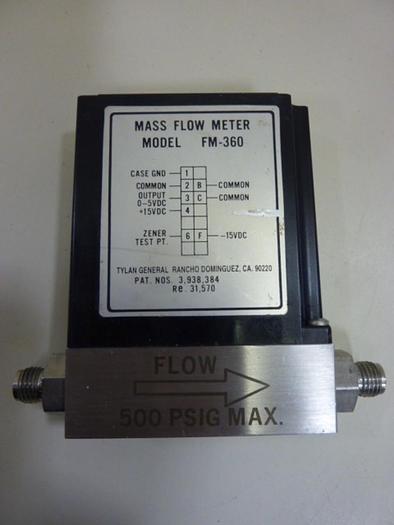 MASS FLOW METER
MODEL FM-360
CASE GND 1
COMMON 2 B COMMON
OUTPUT 3 C COMMON
0-5VDC
+15VDC 4
ZENER 6 F -15VDC
TEST PT.
TYLAN GENERAL RANCHO DOMINGUEZ, CA. 90220
PAT. NOS. 3,938,384
Re. 31,570
FLOW
500 PSIG MAX.